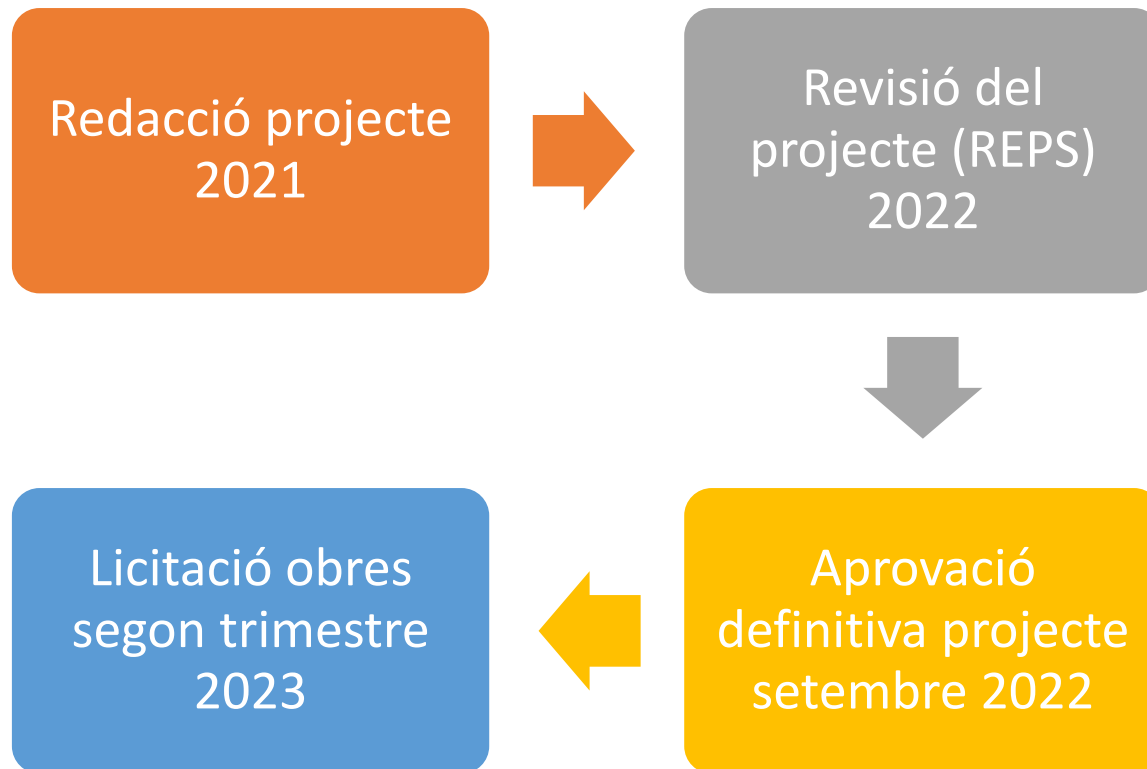 Redacció projecte
2021
Revisió del
projecte (REPS)
2022
Aprovació
definitiva projecte
setembre 2022
Licitació obres
segon trimestre
2023